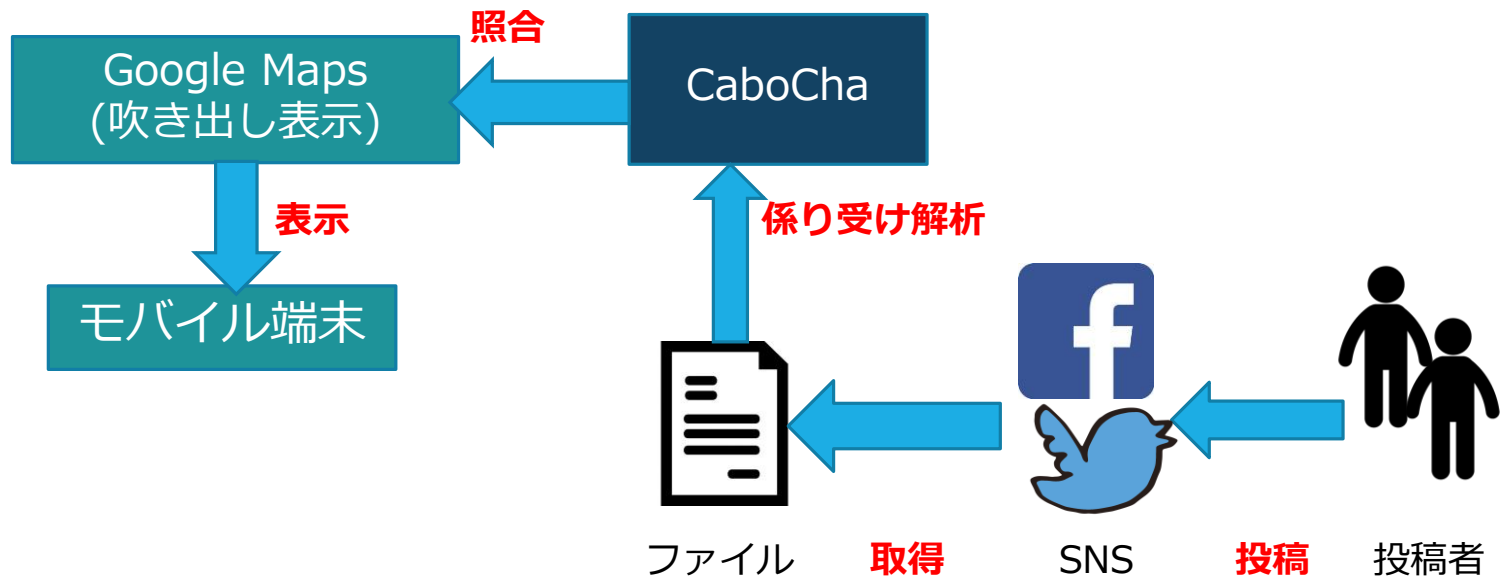 照合
Google Maps
(吹き出し表示)
CaboCha
表示
係り受け解析
モバイル端末
ファイル
取得
SNS
投稿
投稿者